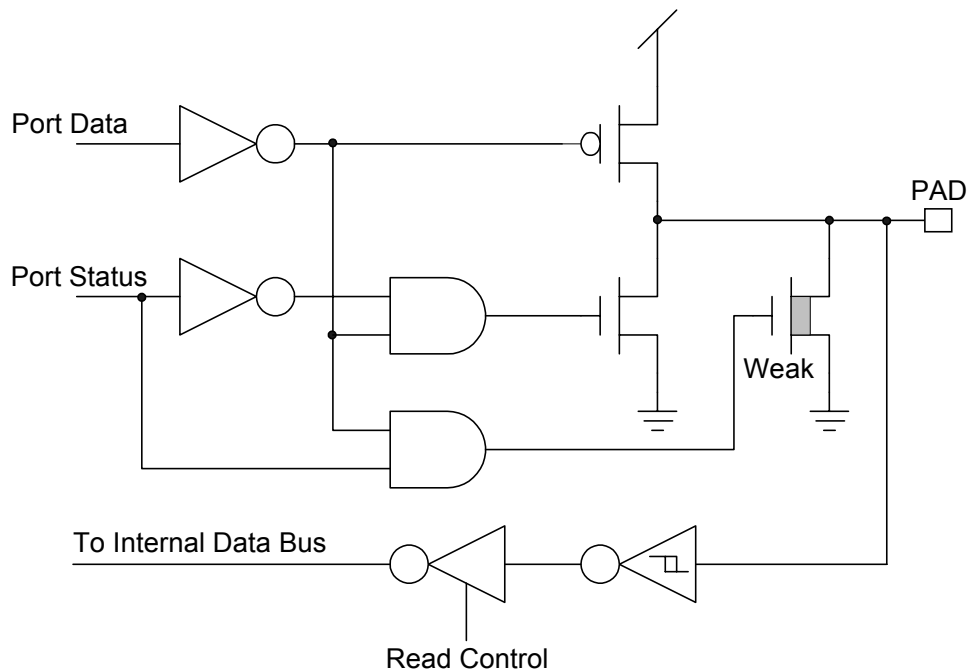 Port Data
PAD
Port Status
Weak
To Internal Data Bus
Read Control